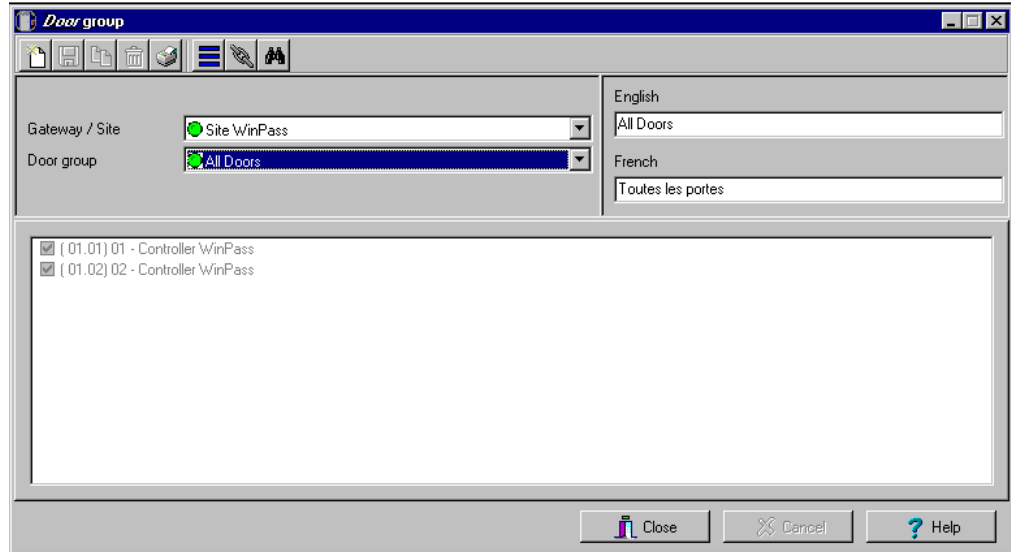 Door group
Gateway / Site
Site WinPass
Door group
All Doors
English
All Doors
French
Toutes les portes
( 01.01) 01 - Controller WinPass
( 01.02) 02 - Controller WinPass
Close
Cancel
? Help